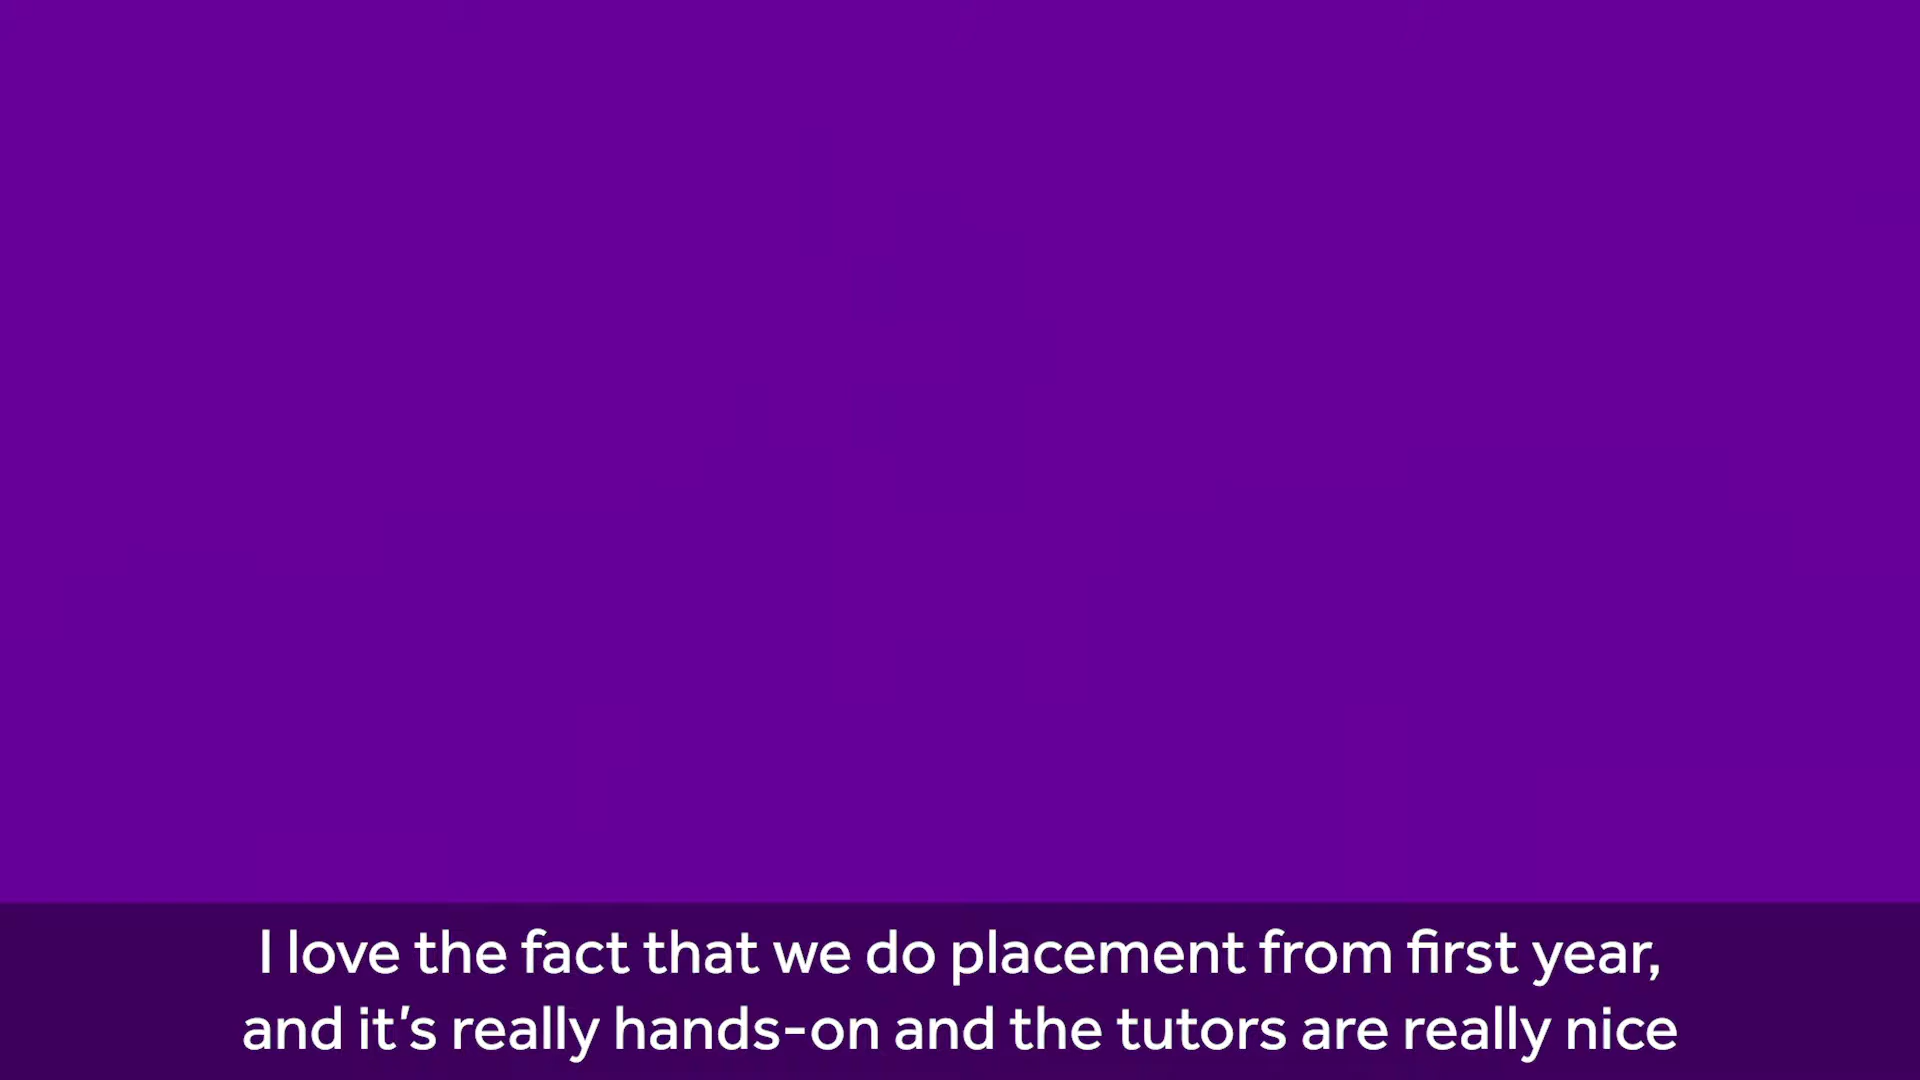 I love the fact that we do placement from first year,
and it's really hands-on and the tutors are really nice